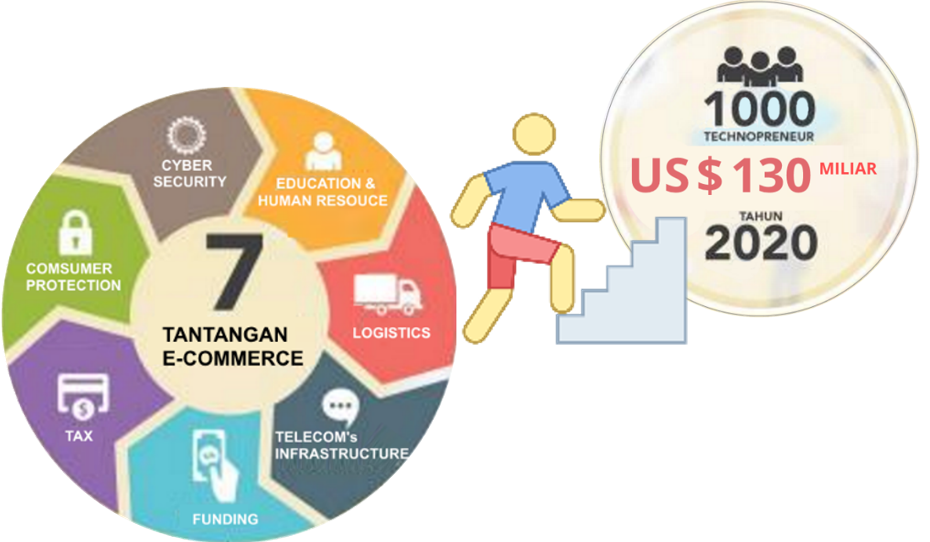 CYBER
SECURITY
EDUCATION &
HUMAN RESOUCE
COMSUMER
PROTECTION
7
TANTANGAN
E-COMMERCE
LOGISTICS
TAX
TELECOM's
INFRASTRUCTURE
FUNDING
1000
TECHNOPRENEUR
US $ 130 MILIAR
TAHUN
2020